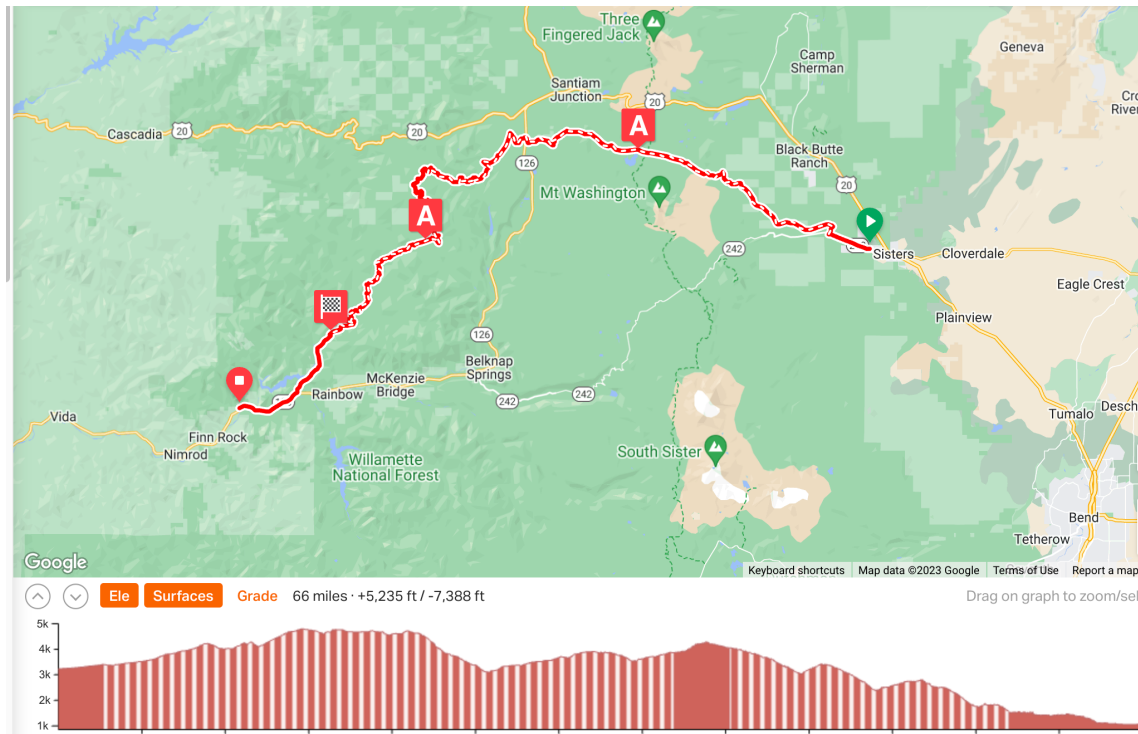 Three
Fingered Jack
Geneva
Camp
Sherman
Santiam
Junction
20
Cascadia
20
20
A
126
Black Butte
Ranch
20
Mt Washington
A
242
Sisters
Cloverdale
Eagle Crest
Plainview
126
Belknap
Springs
McKenzie
Bridge
Rainbow
242
242
Vida
Tumalo
Finn Rock
Nimrod
South Sister
Willamette
National Forest
Bend
Tetherow
Google
Keyboard shortcuts
Map data ©2023 Google
Terms of Use
Report a map
Ele
Surfaces
Grade
66 miles · +5,235 ft / -7,388 ft
Drag on graph to zoom/sel
5k
4k
3k
2k
1k